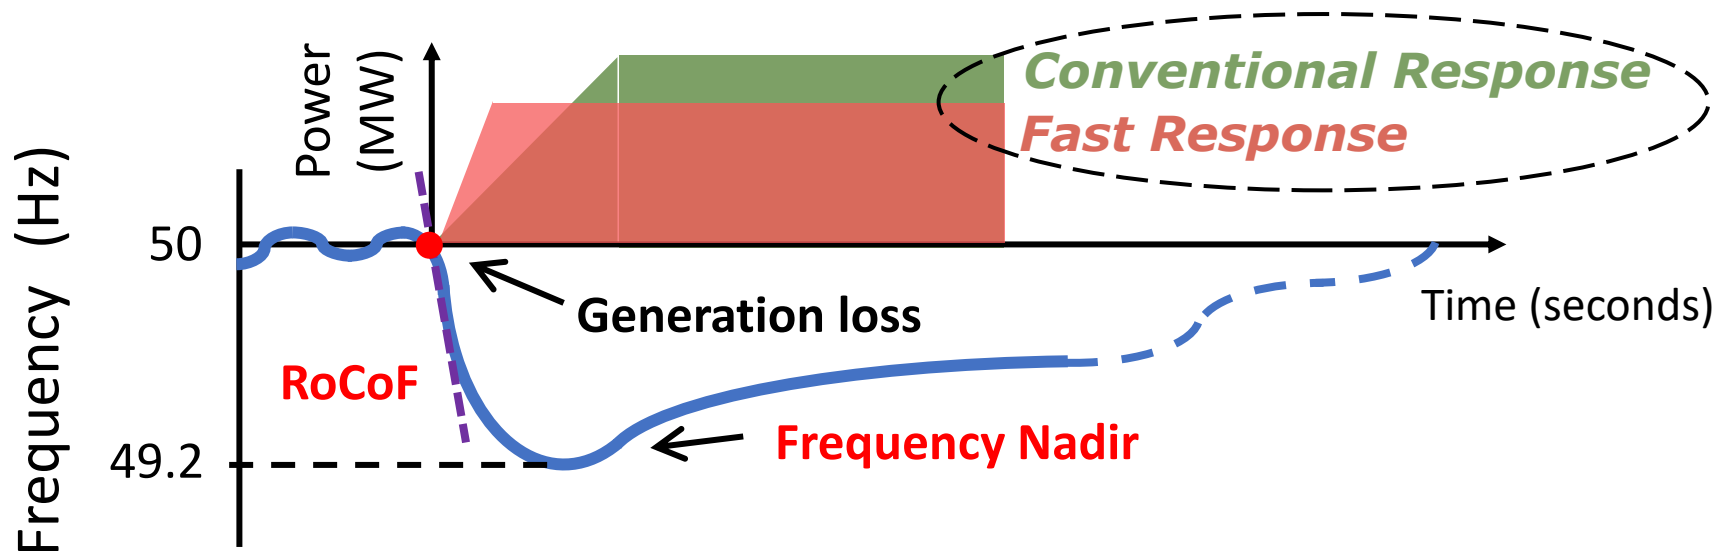 Power
(MW)
Conventional Response
Fast Response
Frequency (Hz)
50
Generation loss
Time (seconds)
RoCoF
Frequency Nadir
49.2